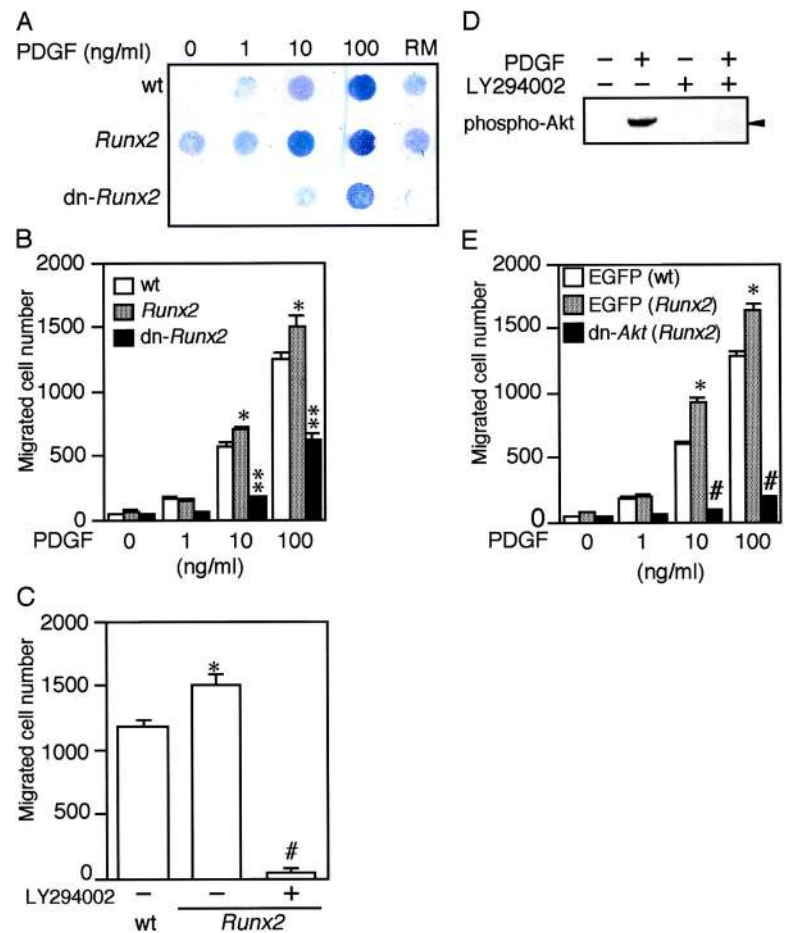 A
PDGF (ng/ml) 0 1 10 100 RM
wt
Runx2
dn-Runx2
D
PDGF − + − +
LY294002 − − + +
phospho-Akt
B
2000
1500
1000
500
0
Migrated cell number
wt
Runx2
dn-Runx2
*
**
*
**
PDGF 0 1 10 100
(ng/ml)
E
2000
1500
1000
500
0
Migrated cell number
EGFP (wt)
EGFP (Runx2)
dn-Akt (Runx2)
*
#
*
#
PDGF 0 1 10 100
(ng/ml)
C
2000
1500
1000
500
0
Migrated cell number
*
#
LY294002 − − +
wt Runx2